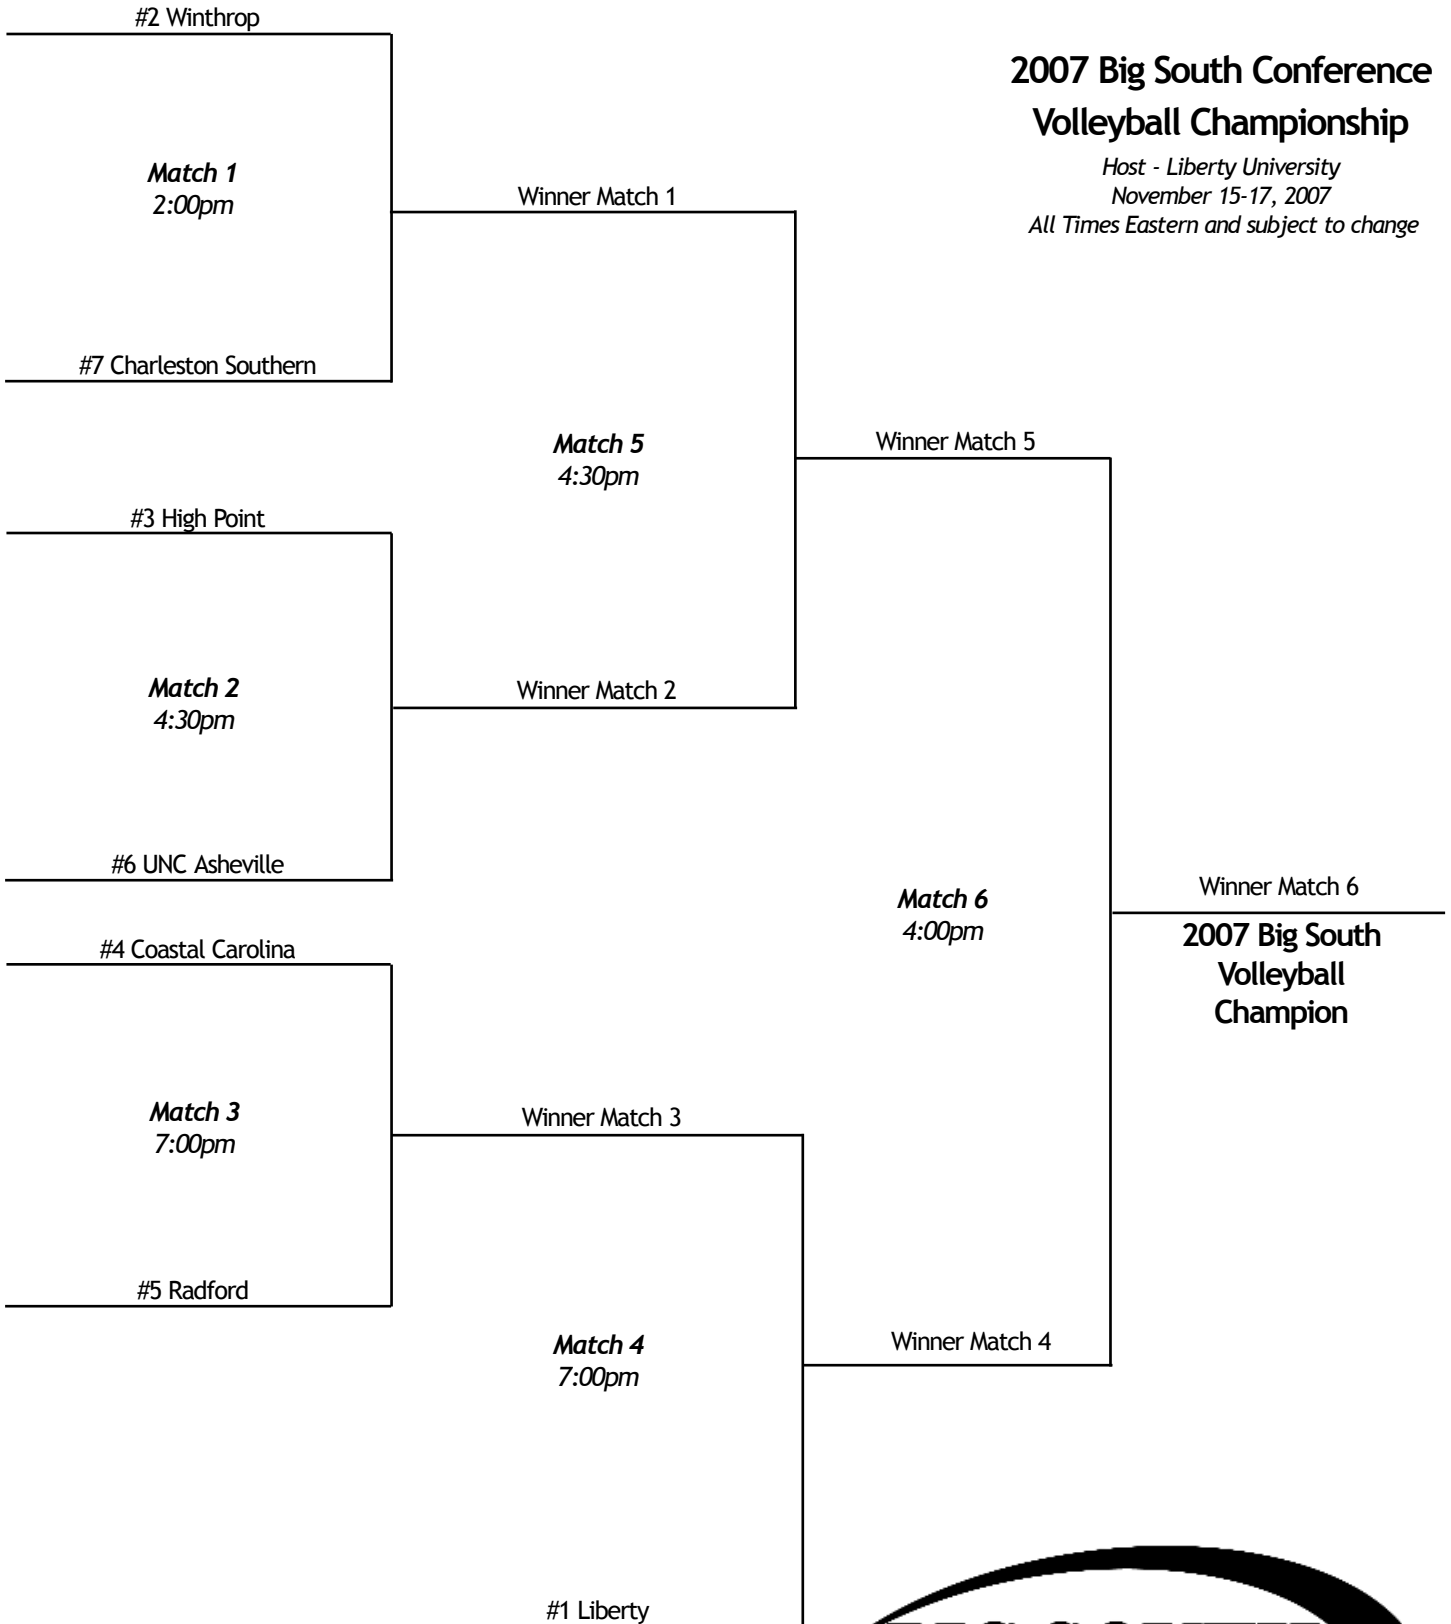 #2 Winthrop
2007 Big South Conference
Volleyball Championship
Host - Liberty University
November 15-17, 2007
All Times Eastern and subject to change
Match 1
2:00pm
Winner Match 1
#7 Charleston Southern
Match 5
4:30pm
Winner Match 5
#3 High Point
Match 2
4:30pm
Winner Match 2
#6 UNC Asheville
Match 6
4:00pm
Winner Match 6
2007 Big South
Volleyball
Champion
#4 Coastal Carolina
Match 3
7:00pm
Winner Match 3
#5 Radford
Match 4
7:00pm
Winner Match 4
#1 Liberty